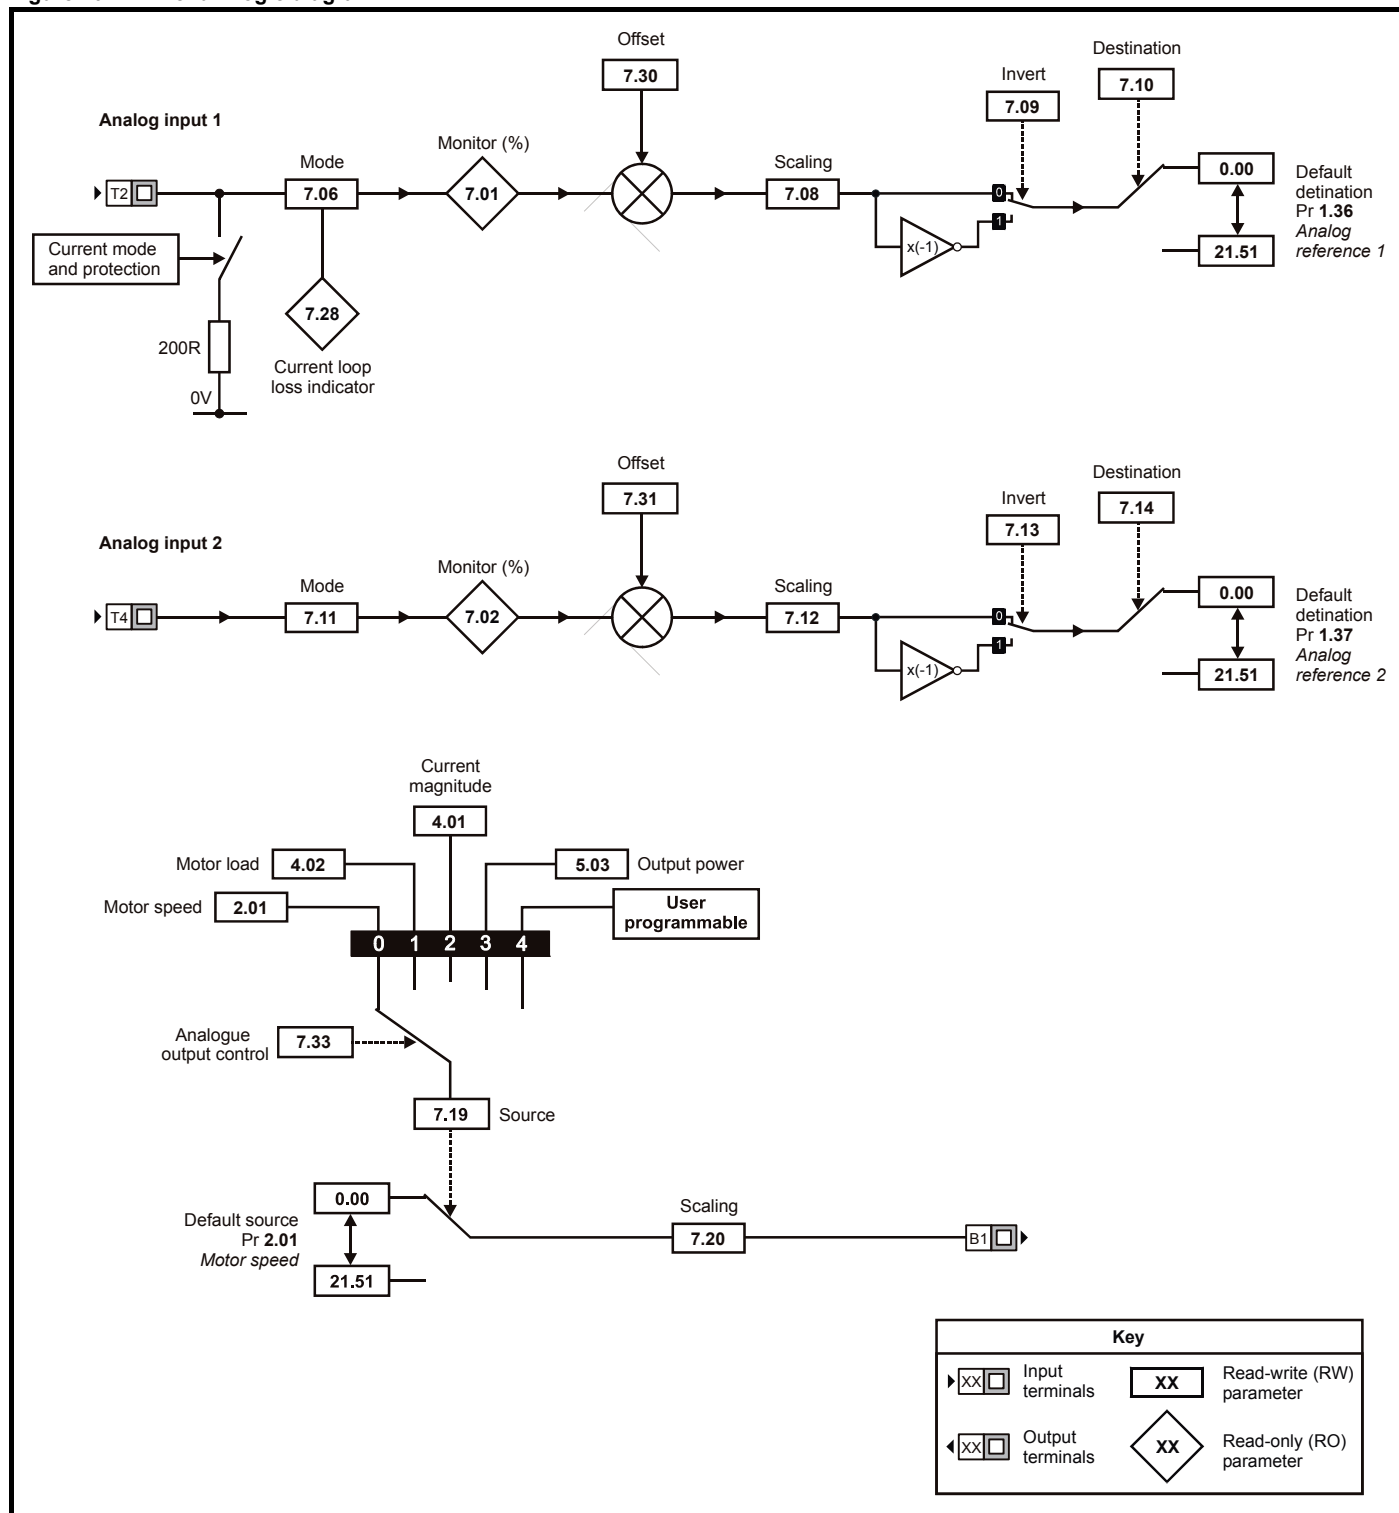 Offset
7.30
Destination
7.10
Invert
7.09
Analog input 1
Monitor (%)
Mode
Scaling
T2
7.06
7.01
7.08
0
1
x(-1)
0.00
21.51
Default
detination
Pr 1.36
Analog
reference 1
Current mode
and protection
7.28
200R
Current loop
loss indicator
0V
Offset
7.31
Destination
7.14
Invert
7.13
Analog input 2
Monitor (%)
Mode
Scaling
T4
7.11
7.02
7.12
0
1
x(-1)
0.00
21.51
Default
detination
Pr 1.37
Analog
reference 2
Current
magnitude
4.01
Motor load
4.02
5.03
Output power
Motor speed
2.01
User
programmable
0 1 2 3 4
Analogue
output control
7.33
7.19
Source
0.00
Default source
Pr 2.01
Motor speed
21.51
Scaling
7.20
B1
Key
XX
Input
terminals
XX
Read-write (RW)
parameter
XX
Output
terminals
XX
Read-only (RO)
parameter